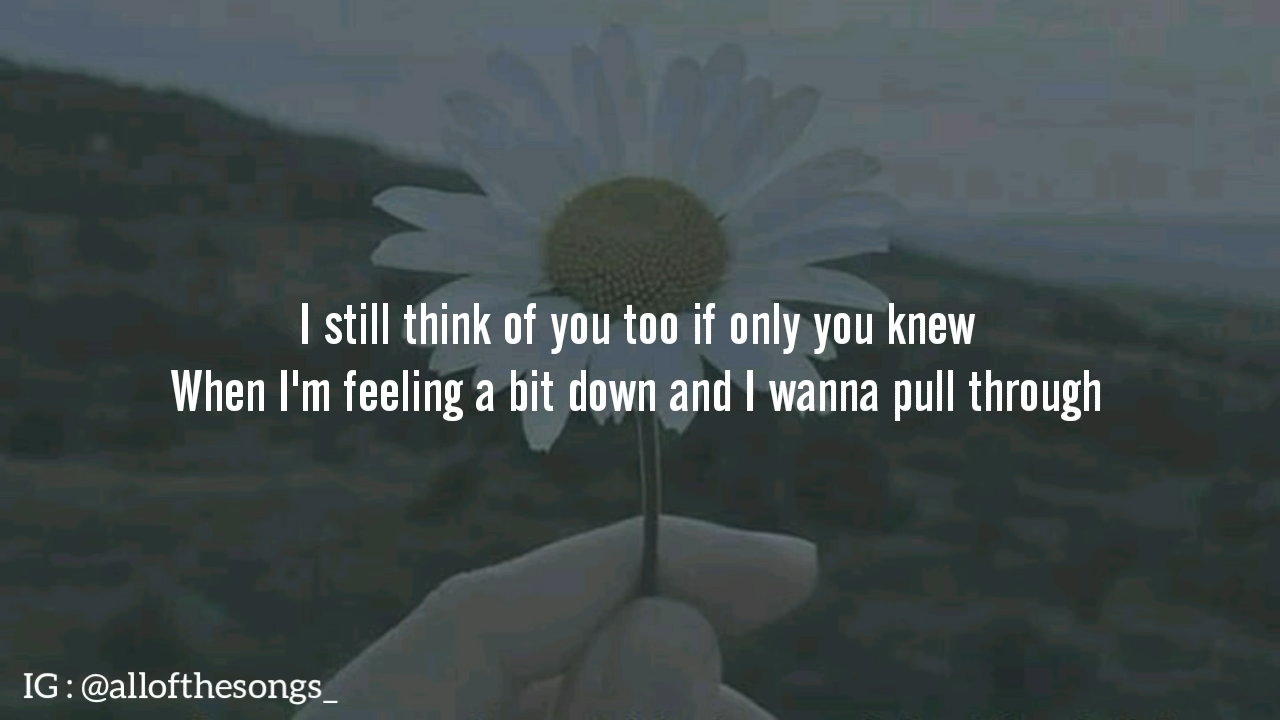 I still think of you too if only you knew
When I'm feeling a bit down and I wanna pull through
IG : @allofthesongs_